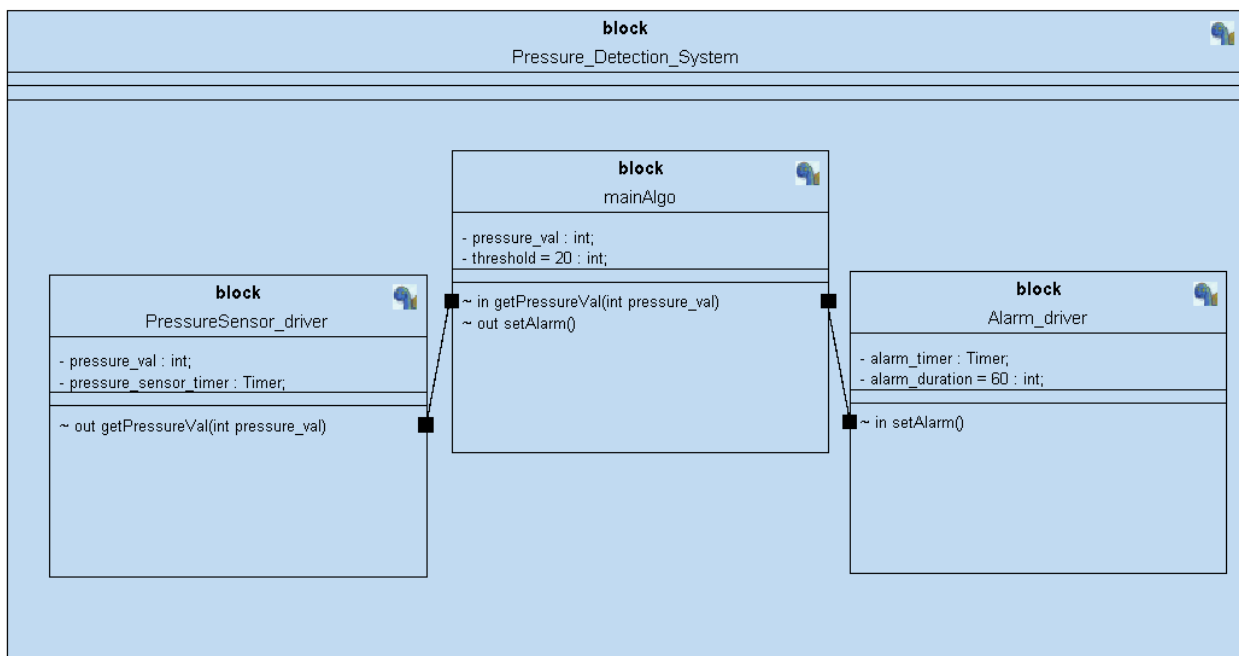 block
Pressure_Detection_System
block
mainAlgo
- pressure_val : int;
- threshold = 20 : int;
~ in getPressureVal(int pressure_val)
~ out setAlarm()
block
PressureSensor_driver
- pressure_val : int;
- pressure_sensor_timer : Timer;
~ out getPressureVal(int pressure_val)
block
Alarm_driver
- alarm_timer : Timer;
- alarm_duration = 60 : int;
~ in setAlarm()